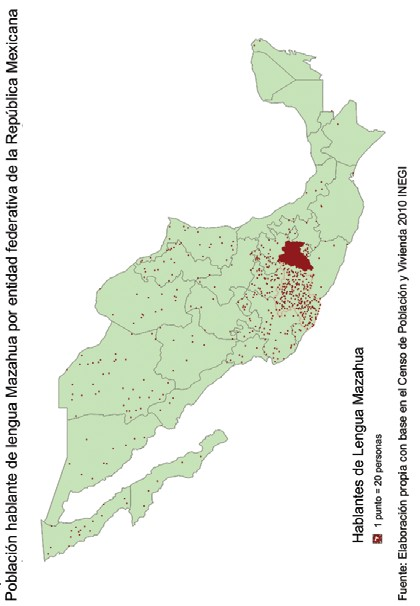 Población hablante de lengua Mazahua por entidad federativa de la República Mexicana
Hablantes de Lengua Mazahua
1 punto = 20 personas
Fuente: Elaboración propia con base en el Censo de Población y Vivienda 2010 INEGI